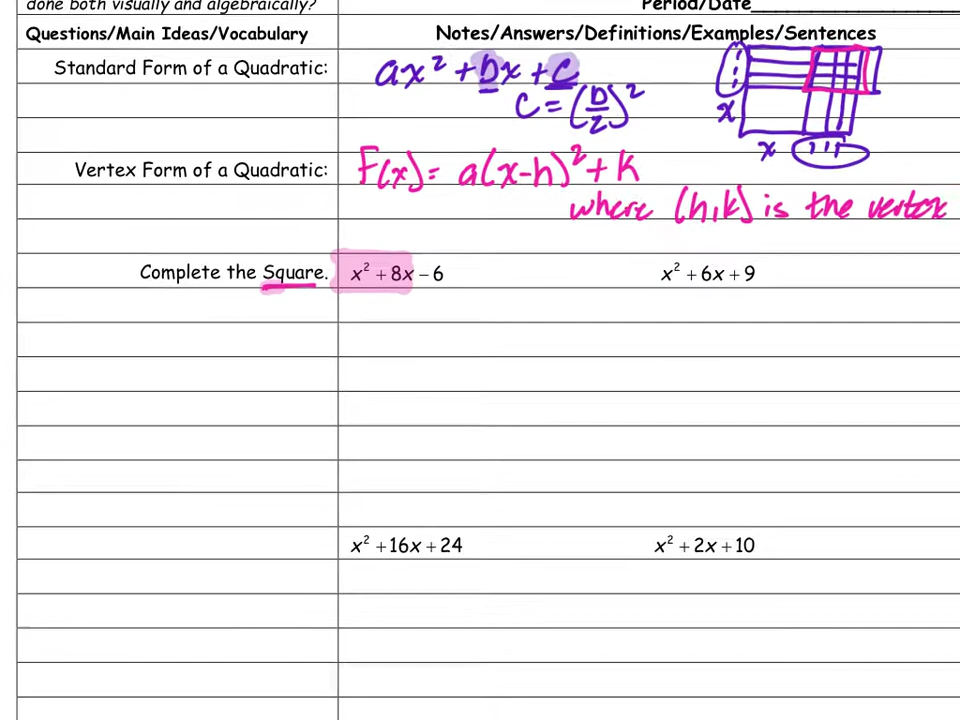 done both visually and algebraically?
Period/Date
Questions/Main Ideas/Vocabulary
Notes/Answers/Definitions/Examples/Sentences
Standard Form of a Quadratic:
ax² + bx + c
c = (b/2)²
x
x
Vertex Form of a Quadratic:
F(x) = a(x-h)² + k
where (h,k) is the vertex
Complete the Square.
x² + 8x – 6
x² + 6x + 9
x² + 16x + 24
x² + 2x + 10